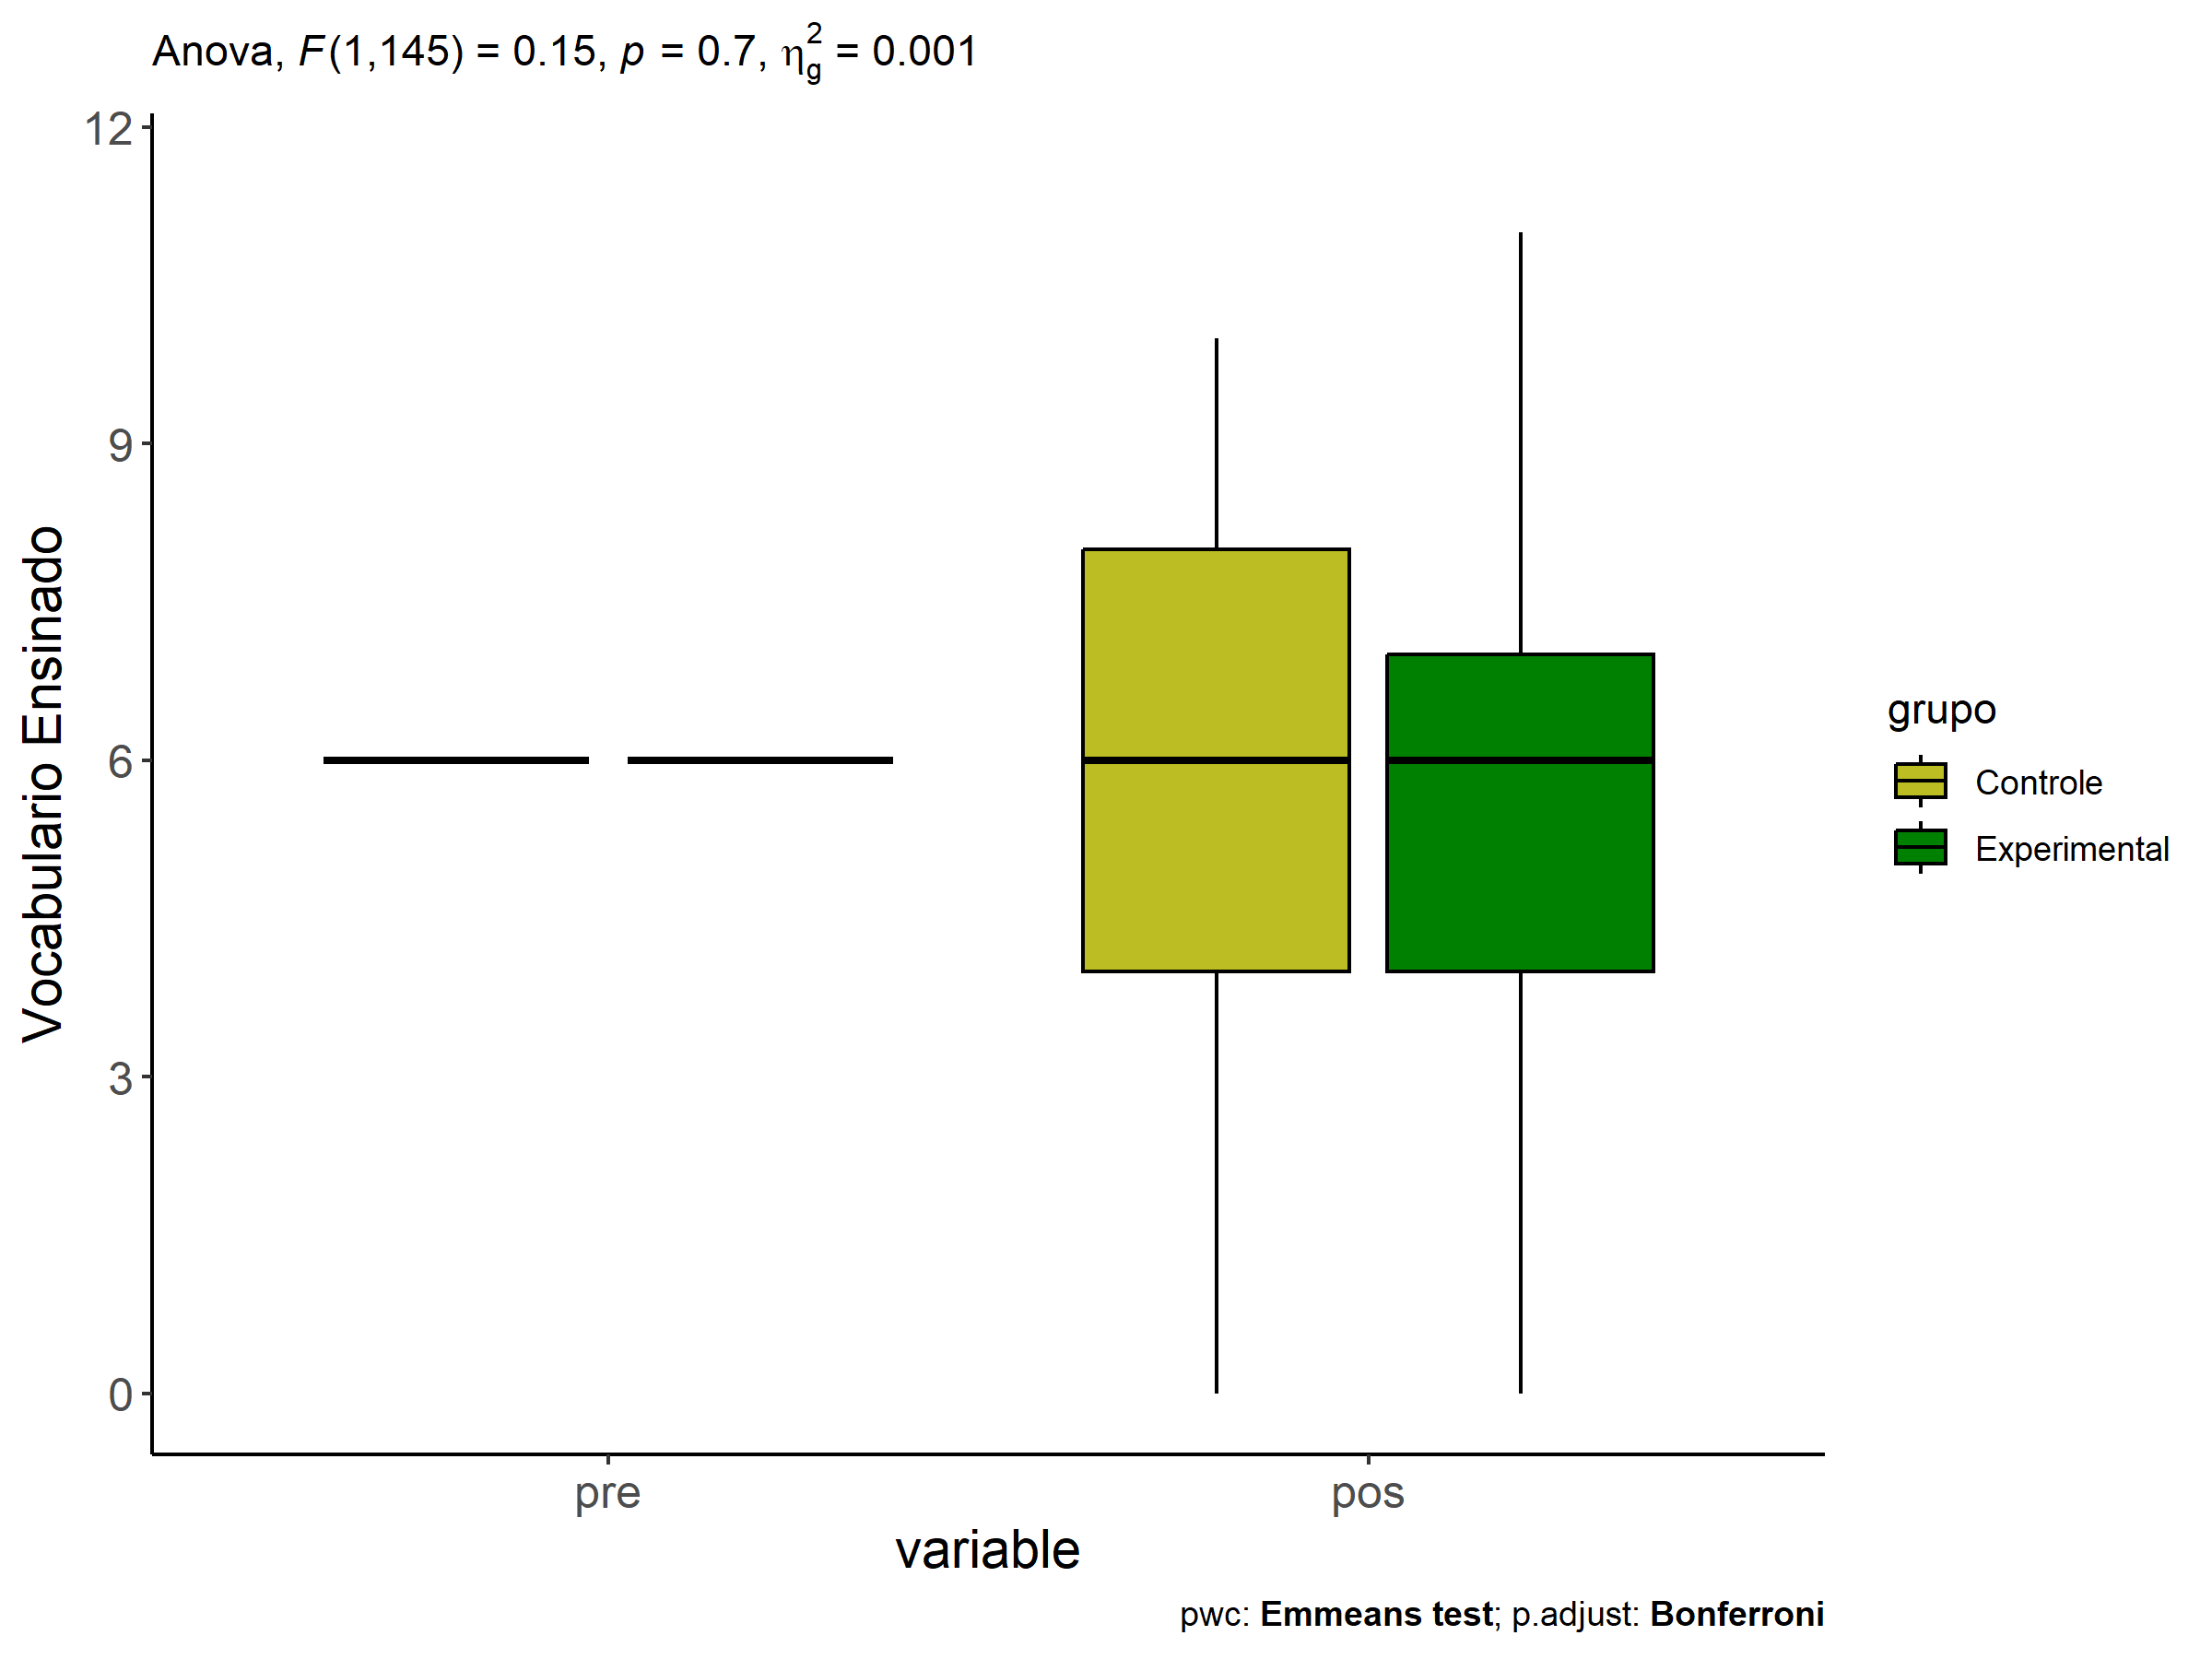 Anova, F(1,145) = 0.15, p = 0.7, η²g = 0.001
12
9
6
3
0
Vocabulario Ensinado
pre
pos
variable
grupo
Controle
Experimental
pwc: Emmeans test; p.adjust: Bonferroni